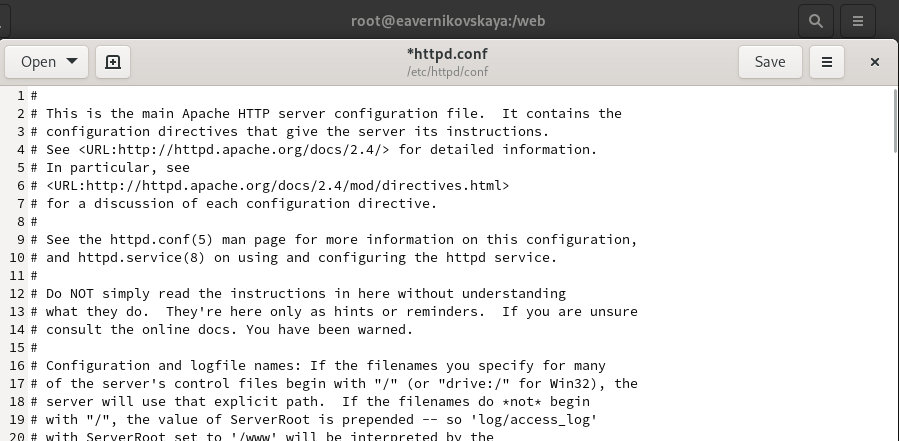 root@eavernikovskaya:/web
Open
*httpd.conf
/etc/httpd/conf
Save
1 #
2 # This is the main Apache HTTP server configuration file.  It contains the
3 # configuration directives that give the server its instructions.
4 # See <URL:http://httpd.apache.org/docs/2.4/> for detailed information.
5 # In particular, see
6 # <URL:http://httpd.apache.org/docs/2.4/mod/directives.html>
7 # for a discussion of each configuration directive.
8 #
9 # See the httpd.conf(5) man page for more information on this configuration,
10 # and httpd.service(8) on using and configuring the httpd service.
11 #
12 # Do NOT simply read the instructions in here without understanding
13 # what they do.  They're here only as hints or reminders.  If you are unsure
14 # consult the online docs. You have been warned.
15 #
16 # Configuration and logfile names: If the filenames you specify for many
17 # of the server's control files begin with "/" (or "drive:/" for Win32), the
18 # server will use that explicit path.  If the filenames do *not* begin
19 # with "/", the value of ServerRoot is prepended -- so 'log/access_log'
20 # with ServerRoot set to '/www' will be interpreted by the